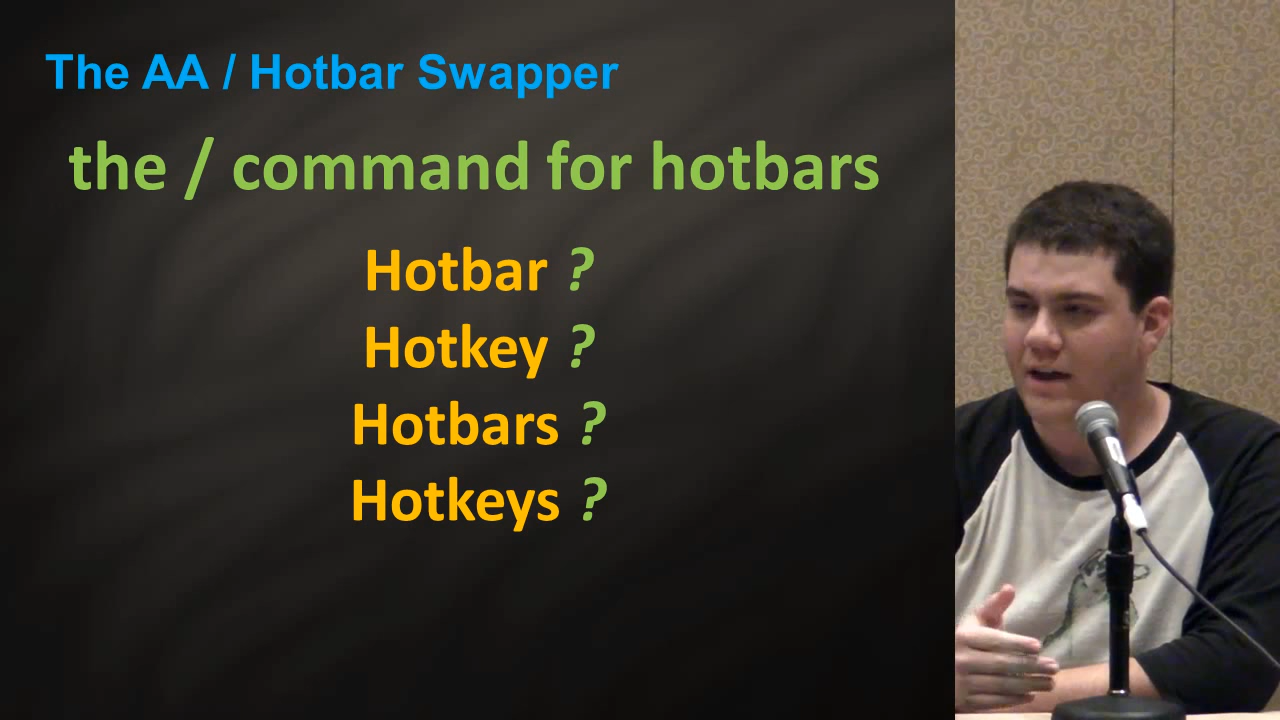 The AA / Hotbar Swapper
the / command for hotbars
Hotbar ?
Hotkey ?
Hotbars ?
Hotkeys ?